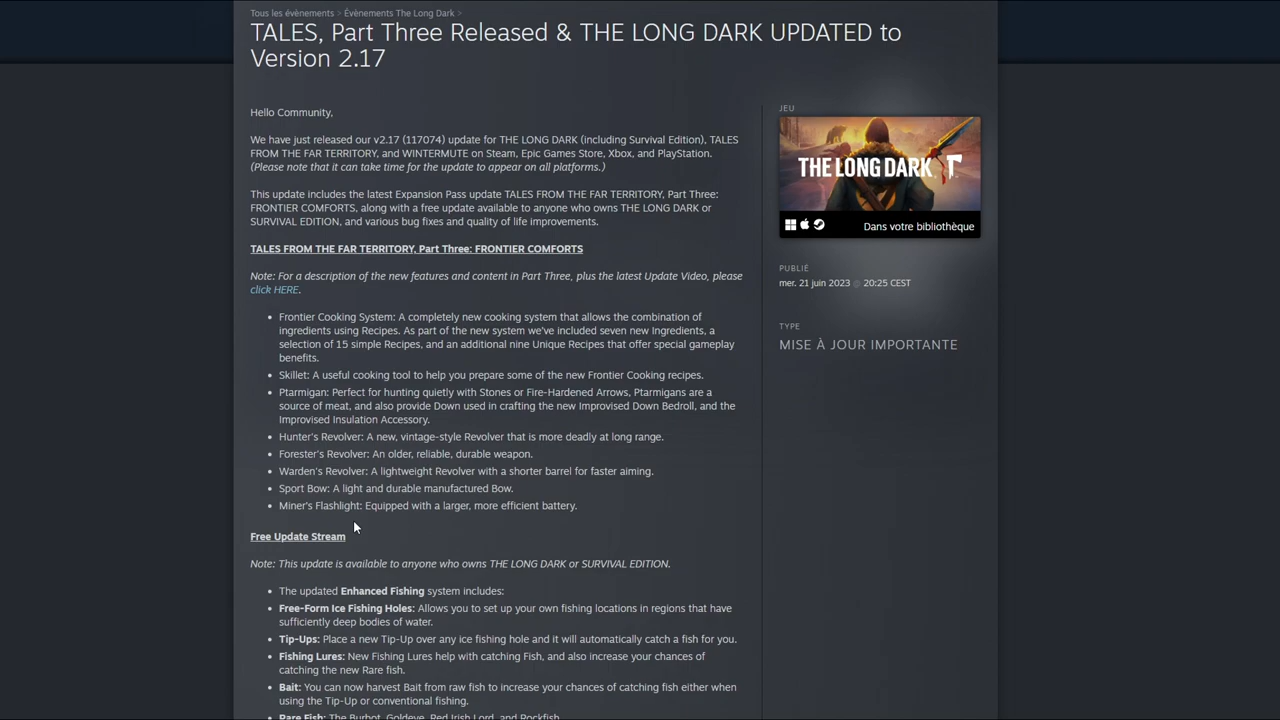 Tous les évènements > Évènements The Long Dark >
TALES, Part Three Released & THE LONG DARK UPDATED to
Version 2.17
Hello Community,
We have just released our v2.17 (117074) update for THE LONG DARK (including Survival Edition), TALES
FROM THE FAR TERRITORY, and WINTERMUTE on Steam, Epic Games Store, Xbox, and PlayStation.
(Please note that it can take time for the update to appear on all platforms.)
This update includes the latest Expansion Pass update TALES FROM THE FAR TERRITORY, Part Three:
FRONTIER COMFORTS, along with a free update available to anyone who owns THE LONG DARK or
SURVIVAL EDITION, and various bug fixes and quality of life improvements.
TALES FROM THE FAR TERRITORY, Part Three: FRONTIER COMFORTS
Note: For a description of the new features and content in Part Three, plus the latest Update Video, please
click HERE.
• Frontier Cooking System: A completely new cooking system that allows the combination of
ingredients using Recipes. As part of the new system we've included seven new Ingredients, a
selection of 15 simple Recipes, and an additional nine Unique Recipes that offer special gameplay
benefits.
• Skillet: A useful cooking tool to help you prepare some of the new Frontier Cooking recipes.
• Ptarmigan: Perfect for hunting quietly with Stones or Fire-Hardened Arrows, Ptarmigans are a
source of meat, and also provide Down used in crafting the new Improvised Down Bedroll, and the
Improvised Insulation Accessory.
• Hunter's Revolver: A new, vintage-style Revolver that is more deadly at long range.
• Forester's Revolver: An older, reliable, durable weapon.
• Warden's Revolver: A lightweight Revolver with a shorter barrel for faster aiming.
• Sport Bow: A light and durable manufactured Bow.
• Miner's Flashlight: Equipped with a larger, more efficient battery.
Free Update Stream
Note: This update is available to anyone who owns THE LONG DARK or SURVIVAL EDITION.
• The updated Enhanced Fishing system includes:
• Free-Form Ice Fishing Holes: Allows you to set up your own fishing locations in regions that have
sufficiently deep bodies of water.
• Tip-Ups: Place a new Tip-Up over any ice fishing hole and it will automatically catch a fish for you.
• Fishing Lures: New Fishing Lures help with catching Fish, and also increase your chances of
catching the new Rare fish.
• Bait: You can now harvest Bait from raw fish to increase your chances of catching fish either when
using the Tip-Up or conventional fishing.
• Rare Fish: The Burbot, Goldeye, Red Irish Lord, and Rockfish.
JEU
THE LONG DARK
Dans votre bibliothèque
PUBLIÉ
mer. 21 juin 2023 @ 20:25 CEST
TYPE
MISE À JOUR IMPORTANTE